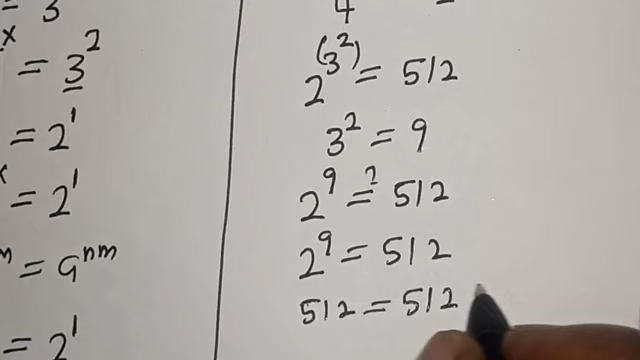 = 3
x
= 3^2
= 2^1
= 2^1
= a^nm
= 2^1
4
2^(3^2) = 512
3^2 = 9
2^9 ≟ 512
2^9 = 512
512 = 512